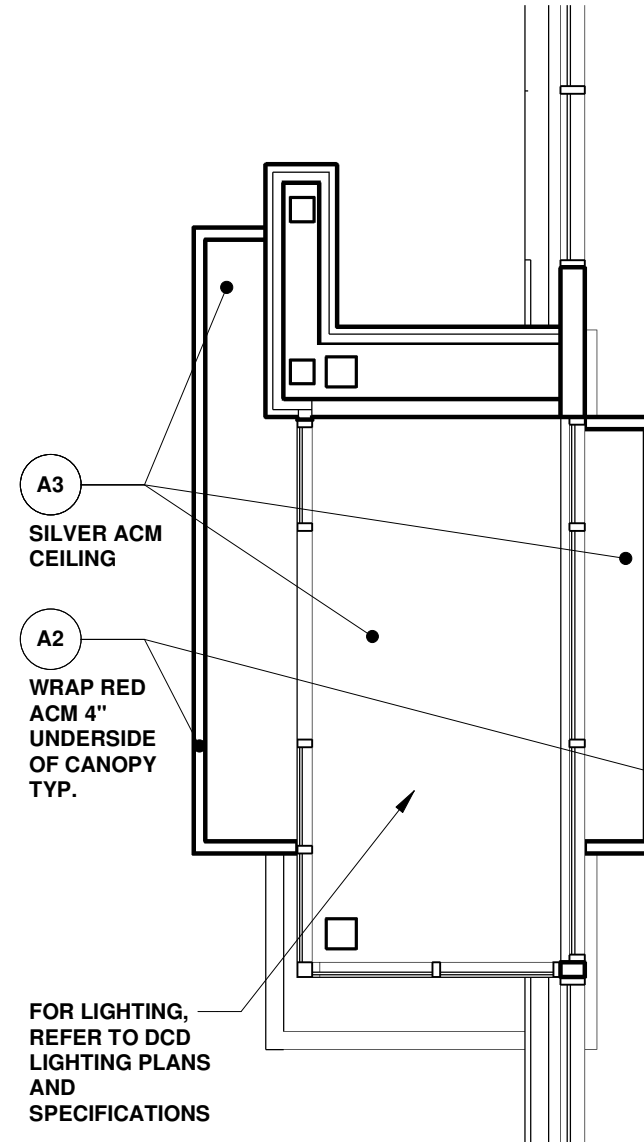 A3
SILVER ACM
CEILING
A2
WRAP RED
ACM 4"
UNDERSIDE
OF CANOPY
TYP.
FOR LIGHTING,
REFER TO DCD
LIGHTING PLANS
AND
SPECIFICATIONS